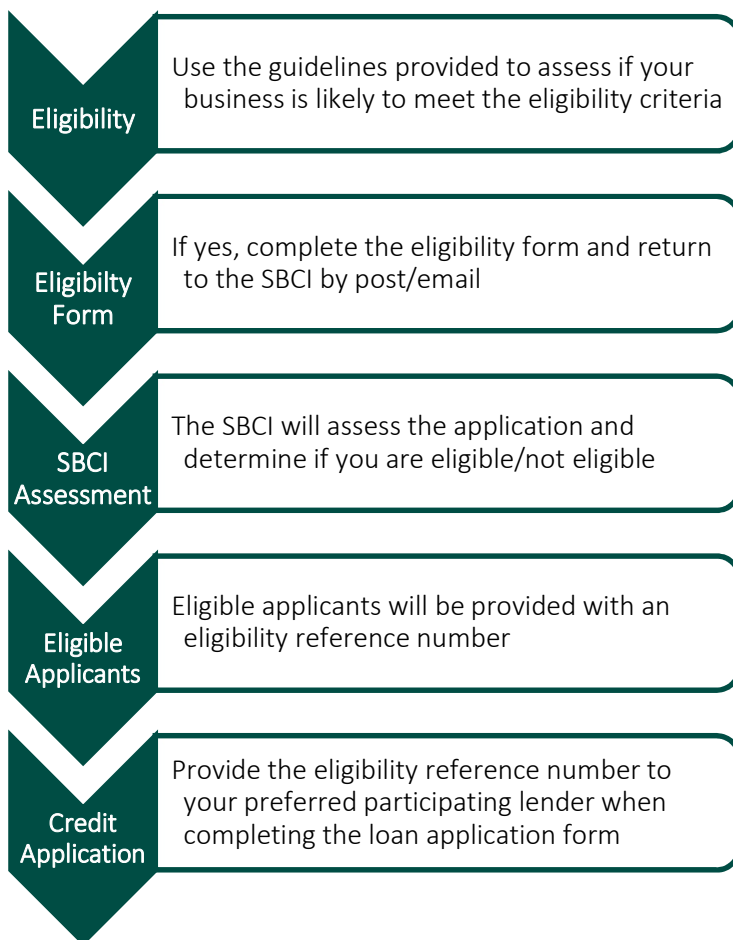 Eligibility
Use the guidelines provided to assess if your
business is likely to meet the eligibility criteria
Eligibilty
Form
If yes, complete the eligibility form and return
to the SBCI by post/email
SBCI
Assessment
The SBCI will assess the application and
determine if you are eligible/not eligible
Eligible
Applicants
Eligible applicants will be provided with an
eligibility reference number
Credit
Application
Provide the eligibility reference number to
your preferred participating lender when
completing the loan application form